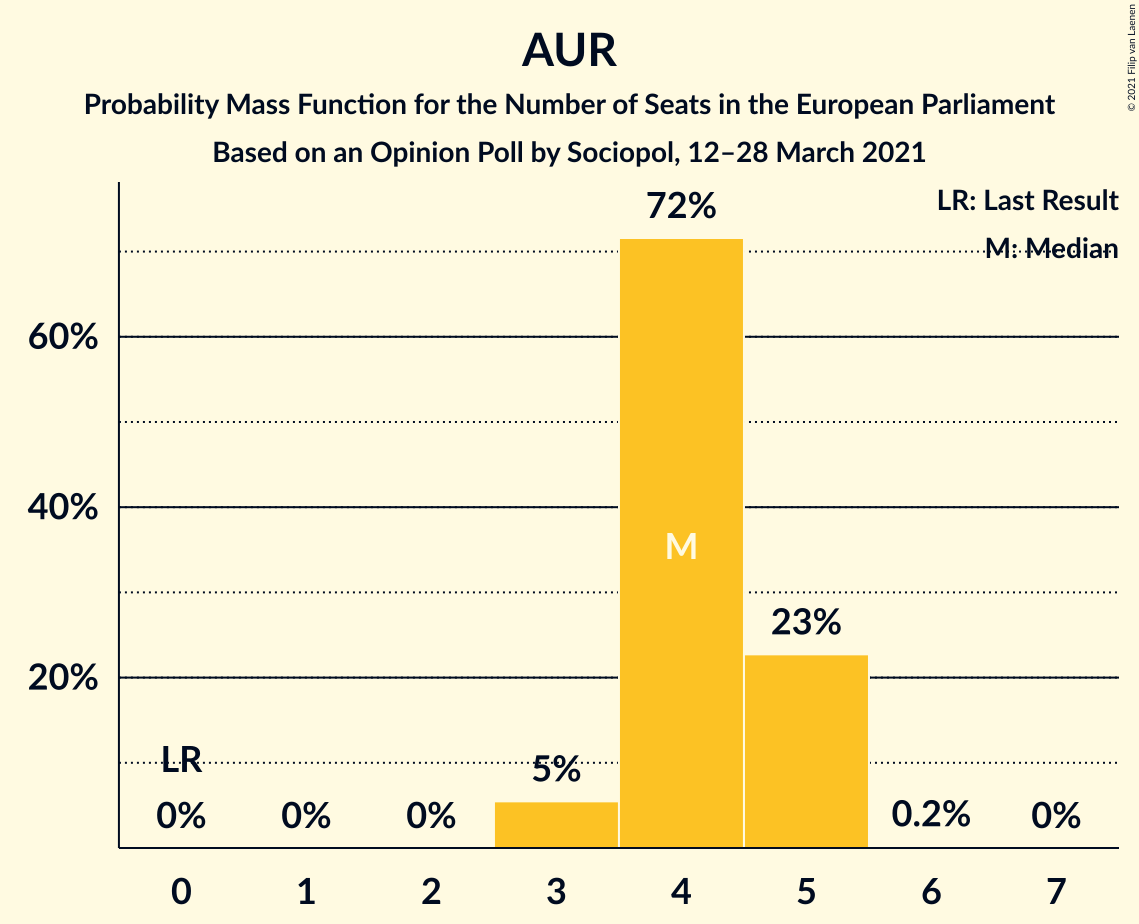 AUR
Probability Mass Function for the Number of Seats in the European Parliament
Based on an Opinion Poll by Sociopol, 12–28 March 2021
© 2021 Filip van Laenen
LR: Last Result
M: Median
72%
60%
40%
M
23%
20%
LR
5%
0%
0%
0%
0.2%
0%
0
1
2
3
4
5
6
7